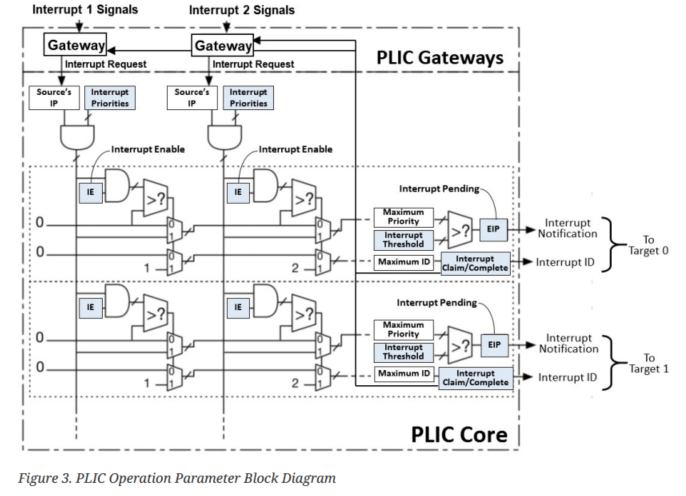 Interrupt 1 Signals
Interrupt 2 Signals
Gateway
Gateway
PLIC Gateways
Interrupt Request
Interrupt Request
Source's
IP
Interrupt
Priorities
Source's
IP
Interrupt
Priorities
Interrupt Enable
Interrupt Enable
IE
>?
IE
>?
Interrupt Pending
0
0
1
0
1
Maximum
Priority
Interrupt
Threshold
>?
EIP
Interrupt
Notification
0
0
1
1
2
0
1
Maximum ID
Interrupt
Claim/Complete
Interrupt ID
To
Target 0
IE
>?
IE
>?
Interrupt Pending
0
0
1
0
1
Maximum
Priority
Interrupt
Threshold
>?
EIP
Interrupt
Notification
0
0
1
1
2
0
1
Maximum ID
Interrupt
Claim/Complete
Interrupt ID
To
Target 1
PLIC Core
Figure 3. PLIC Operation Parameter Block Diagram